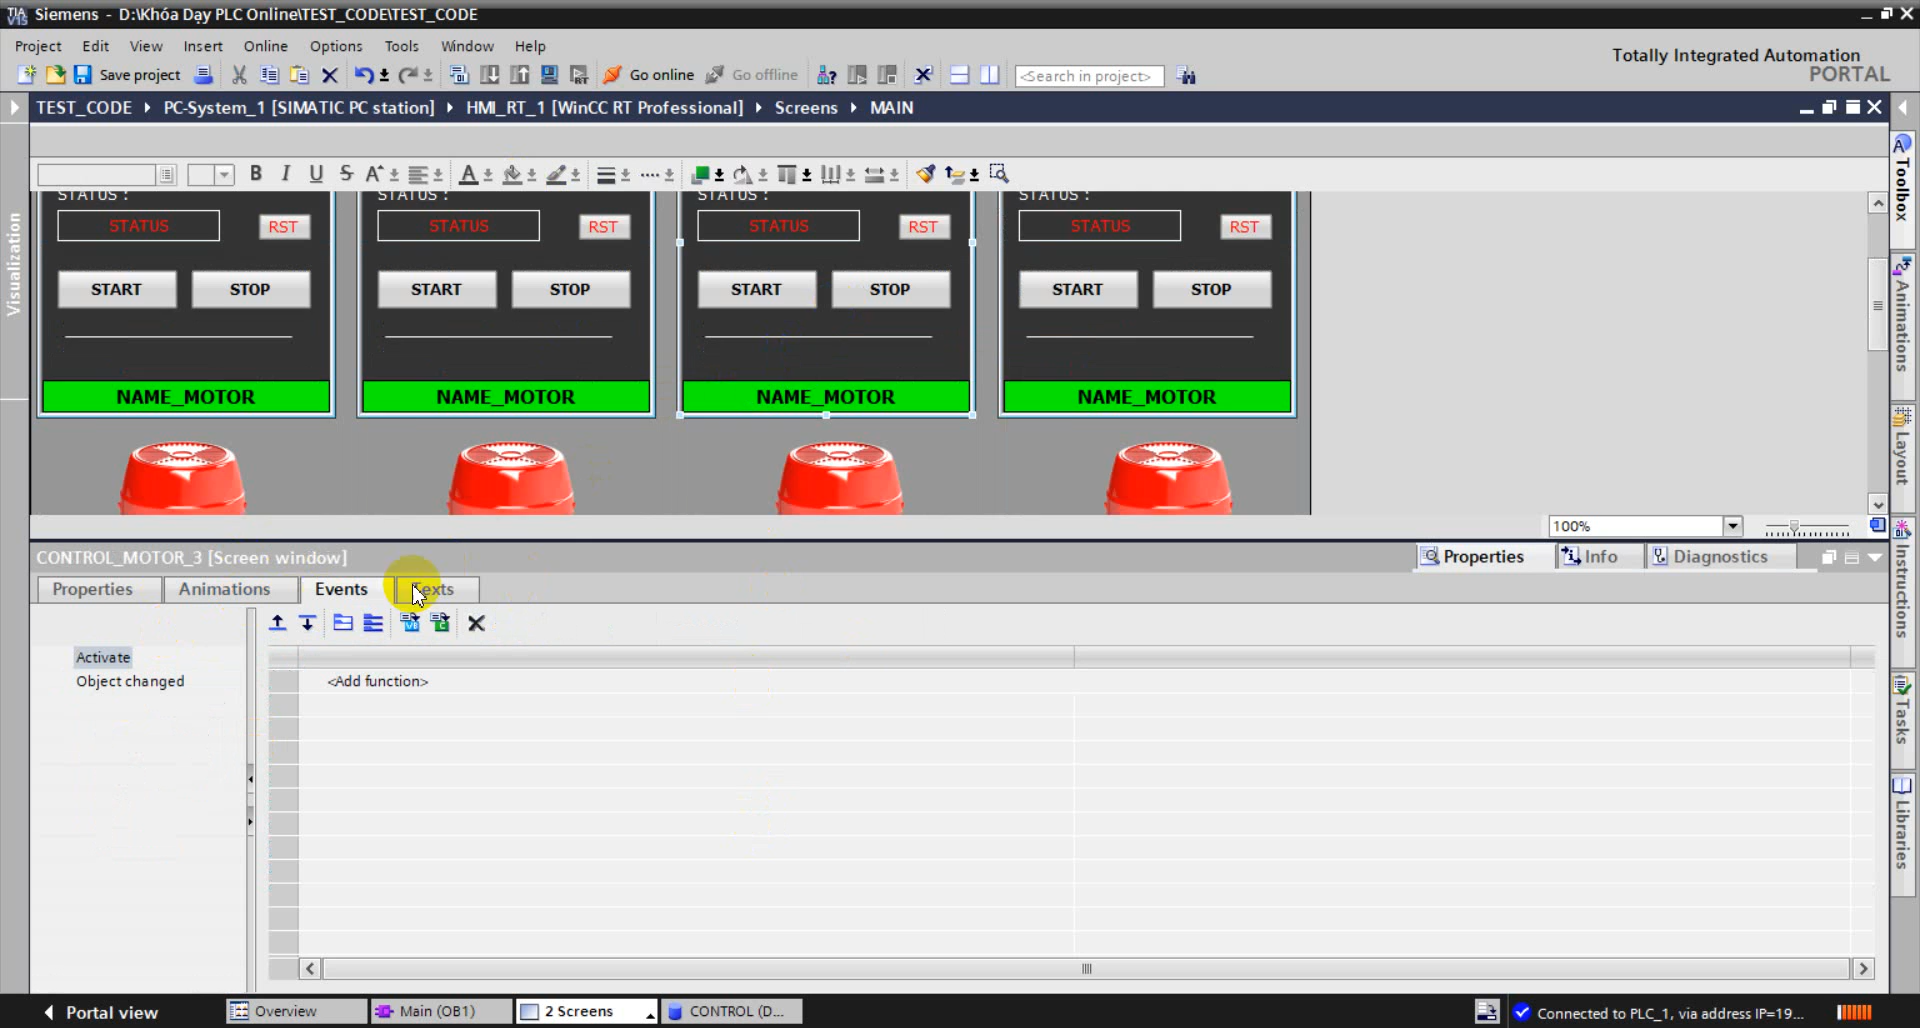 TIA V15 Siemens - D:\Khóa Dạy PLC Online\TEST_CODE\TEST_CODE
Project Edit View Insert Online Options Tools Window Help
Totally Integrated Automation
PORTAL
Save project Go online Go offline <Search in project>
TEST_CODE PC-System_1 [SIMATIC PC station] HMI_RT_1 [WinCC RT Professional] Screens MAIN
Visualization
STATUS : STATUS : STATUS : STATUS :
STATUS RST STATUS RST STATUS RST STATUS RST
START STOP START STOP START STOP START STOP
NAME_MOTOR NAME_MOTOR NAME_MOTOR NAME_MOTOR
100%
CONTROL_MOTOR_3 [Screen window]
Properties Info Diagnostics
Properties Animations Events Texts
Activate
Object changed
<Add function>
Toolbox
Animations
Layout
Instructions
Tasks
Libraries
Portal view Overview Main (OB1) 2 Screens CONTROL (D... Connected to PLC_1, via address IP=19...